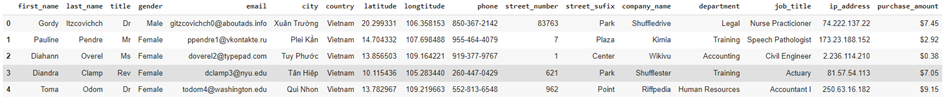 first_name last_name title gender email city country latitude longtitude phone street_number street_sufix company_name department job_title ip_address purchase_amount
0 Gordy Itzcovichch Dr Male gitzcovichch0@aboutads.info Xuân Trường Vietnam 20.299331 106.358153 850-367-2142 83763 Park Shuffledrive Legal Nurse Practicioner 74.222.137.22 $7.45
1 Pauline Pendre Mr Female ppendre1@vkontakte.ru Plei Kần Vietnam 14.704332 107.698488 955-464-4079 7 Plaza Kimia Training Speech Pathologist 173.23.188.152 $2.92
2 Diahann Overel Ms Female doverel2@typepad.com Tuy Phước Vietnam 13.856503 109.164221 919-377-9767 1 Center Wikivu Accounting Civil Engineer 2.236.114.210 $0.38
3 Diandra Clamp Rev Female dclamp3@nyu.edu Tân Hiệp Vietnam 10.115436 105.283440 260-447-0429 621 Park Shufflester Training Actuary 81.57.54.113 $7.05
4 Toma Odom Dr Female todom4@washington.edu Qui Nhon Vietnam 13.782967 109.219663 552-813-6548 962 Point Riffpedia Human Resources Accountant I 250.63.16.182 $9.15